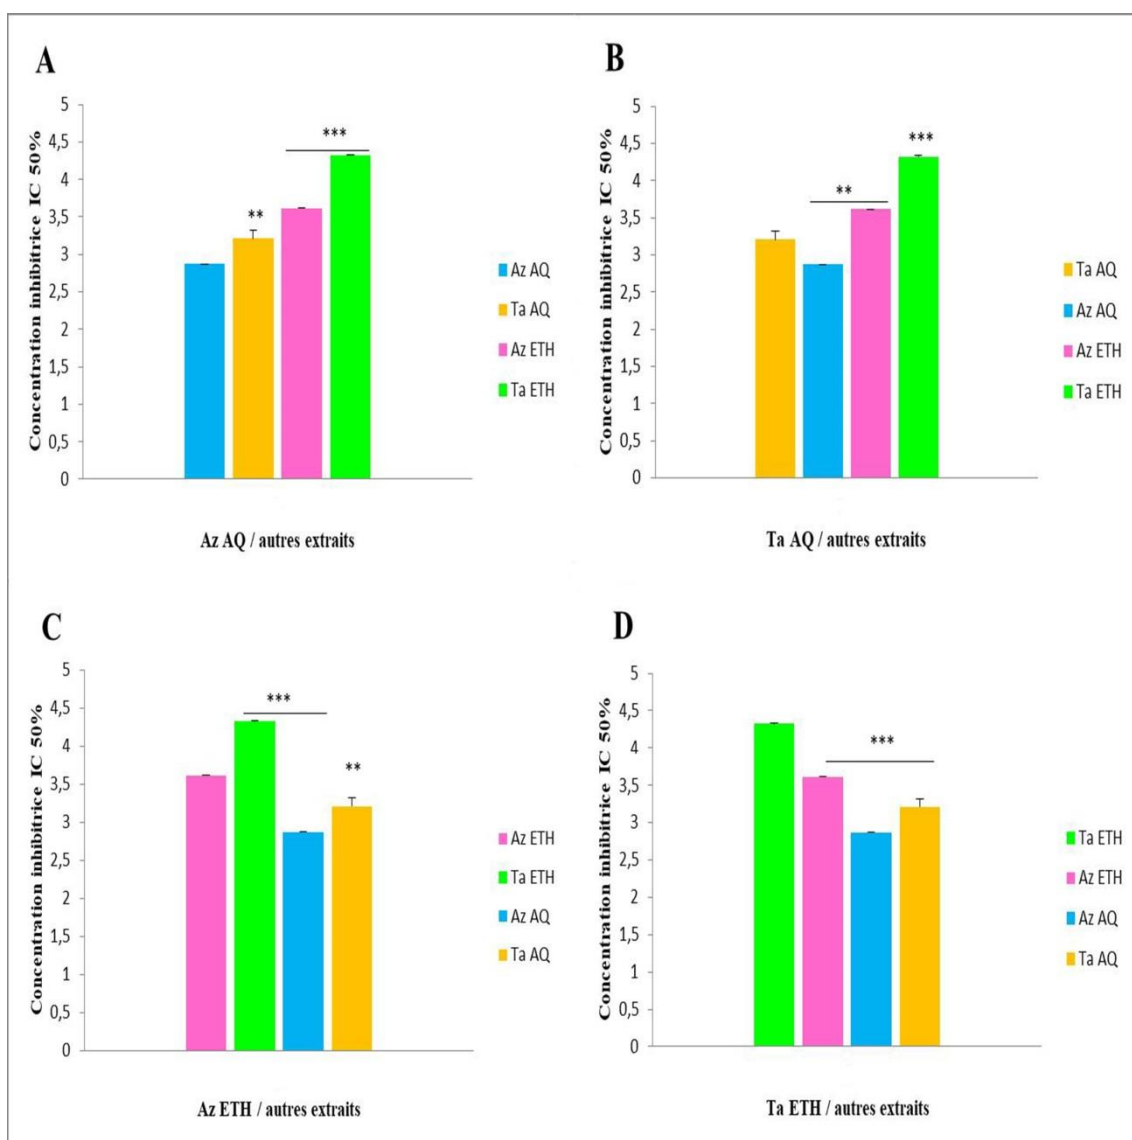 A
Concentration inhibitrice IC 50%
5
4,5
4
3,5
3
2,5
2
1,5
1
0,5
0
**
***
Az AQ
Ta AQ
Az ETH
Ta ETH
Az AQ / autres extraits
B
Concentration inhibitrice IC 50%
5
4,5
4
3,5
3
2,5
2
1,5
1
0,5
0
**
***
Ta AQ
Az AQ
Az ETH
Ta ETH
Ta AQ / autres extraits
C
Concentration inhibitrice IC 50%
5
4,5
4
3,5
3
2,5
2
1,5
1
0,5
0
***
**
Az ETH
Ta ETH
Az AQ
Ta AQ
Az ETH / autres extraits
D
Concentration inhibitrice IC 50%
5
4,5
4
3,5
3
2,5
2
1,5
1
0,5
0
***
Ta ETH
Az ETH
Az AQ
Ta AQ
Ta ETH / autres extraits